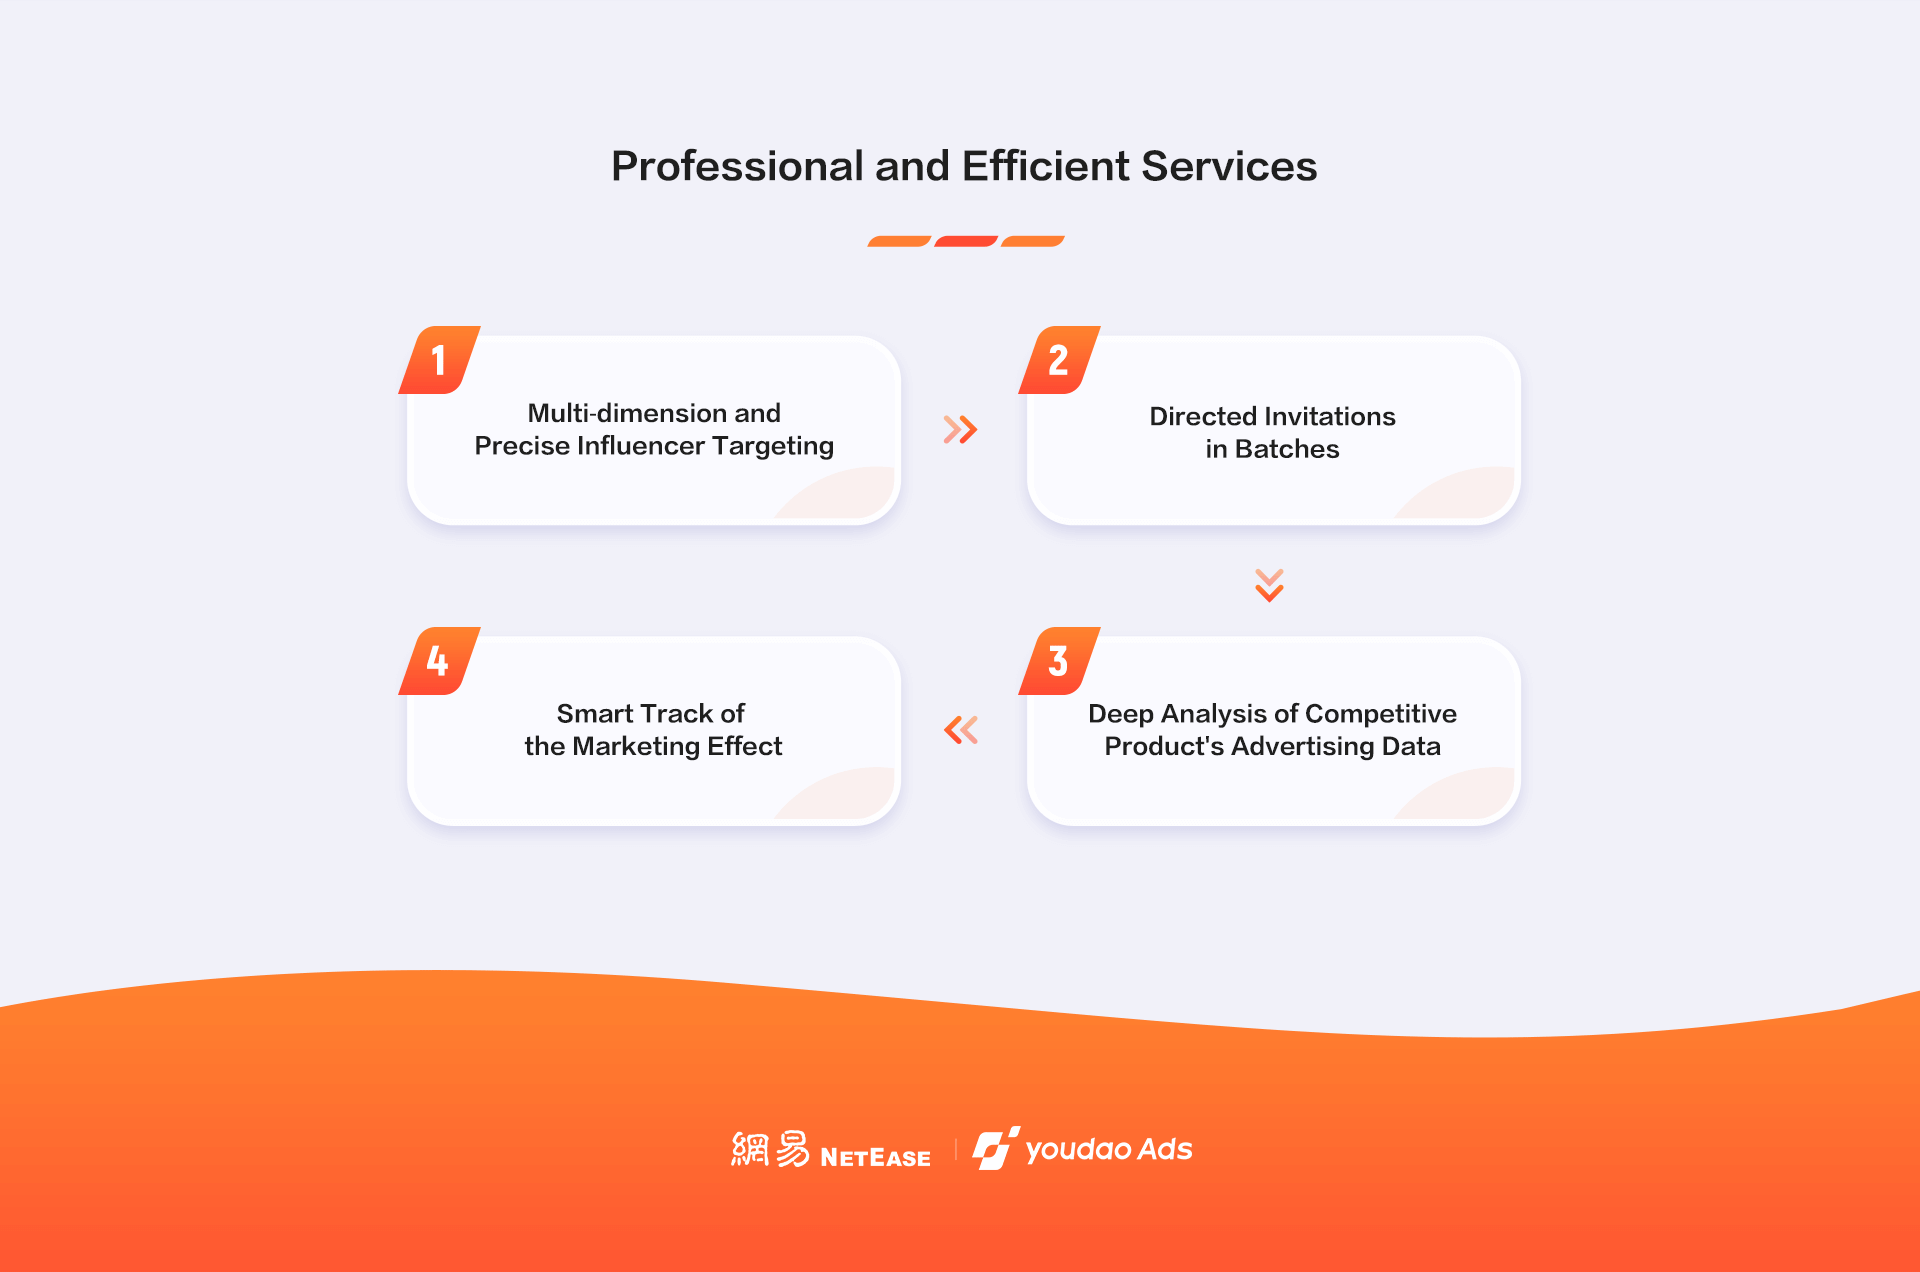 Professional and Efficient Services
1
Multi-dimension and
Precise Influencer Targeting
2
Directed Invitations
in Batches
3
Deep Analysis of Competitive
Product's Advertising Data
4
Smart Track of
the Marketing Effect
網易 NETEASE
youdao Ads